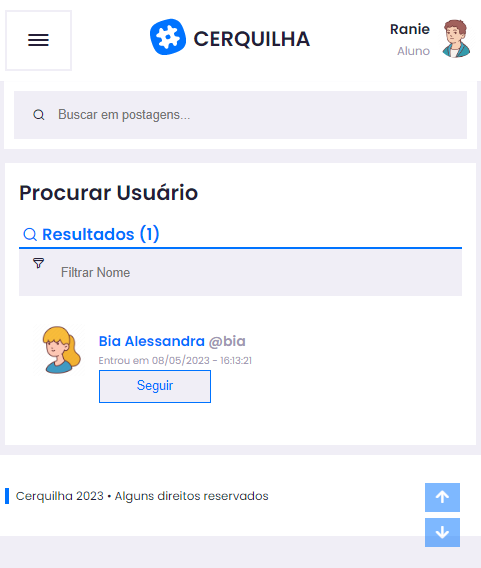 CERQUILHA
Ranie
Aluno
Buscar em postagens...
Procurar Usuário
Resultados (1)
Filtrar Nome
Bia Alessandra @bia
Entrou em 08/05/2023 - 16:13:21
Seguir
Cerquilha 2023 • Alguns direitos reservados